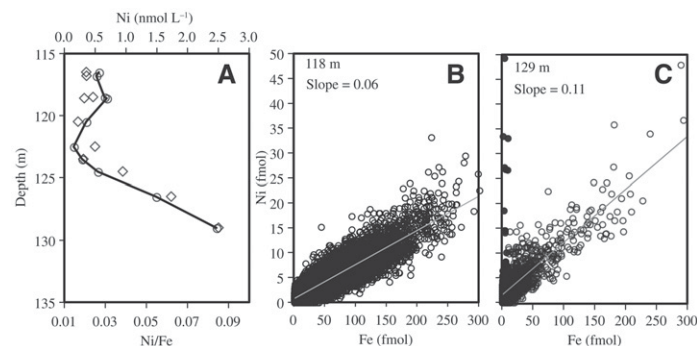 Ni (nmol L⁻¹)
0.0 0.5 1.0 1.5 2.0 2.5 3.0
115
120
125
130
135
Depth (m)
A
0.01 0.03 0.05 0.07 0.09
Ni/Fe
50
45
40
35
30
25
20
15
10
5
0
Ni (fmol)
118 m
Slope = 0.06
B
0 50 100 150 200 250 300
Fe (fmol)
129 m
Slope = 0.11
C
0 50 100 150 200 250 300
Fe (fmol)